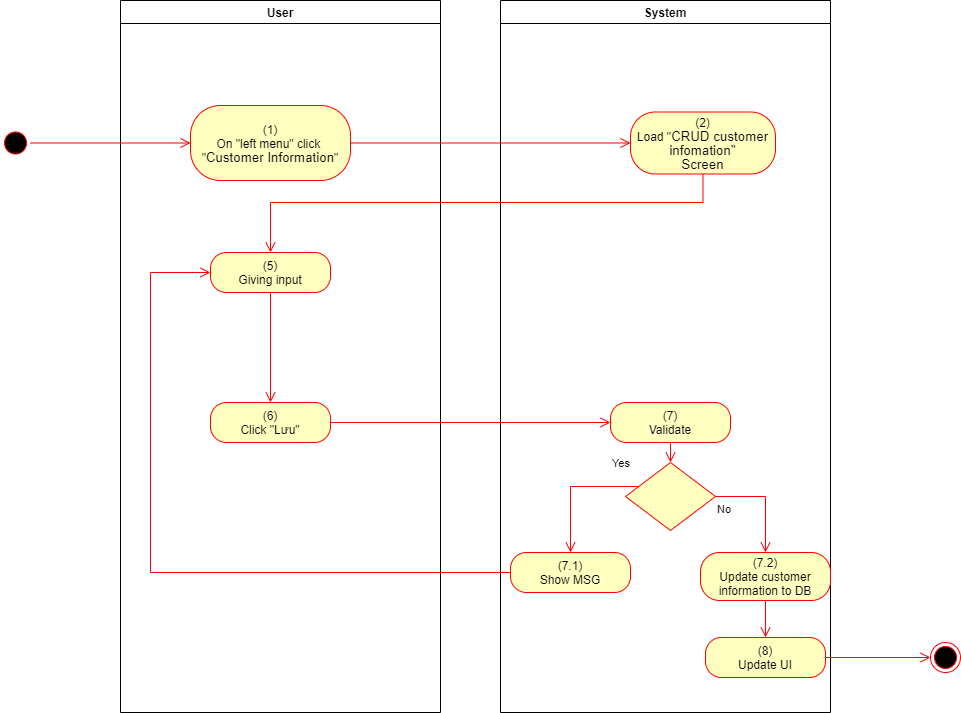 User
System
(1)
On "left menu" click
"Customer Information"
(2)
Load "CRUD customer
infomation"
Screen
(5)
Giving input
(6)
Click "Lưu"
(7)
Validate
Yes
No
(7.1)
Show MSG
(7.2)
Update customer
information to DB
(8)
Update UI